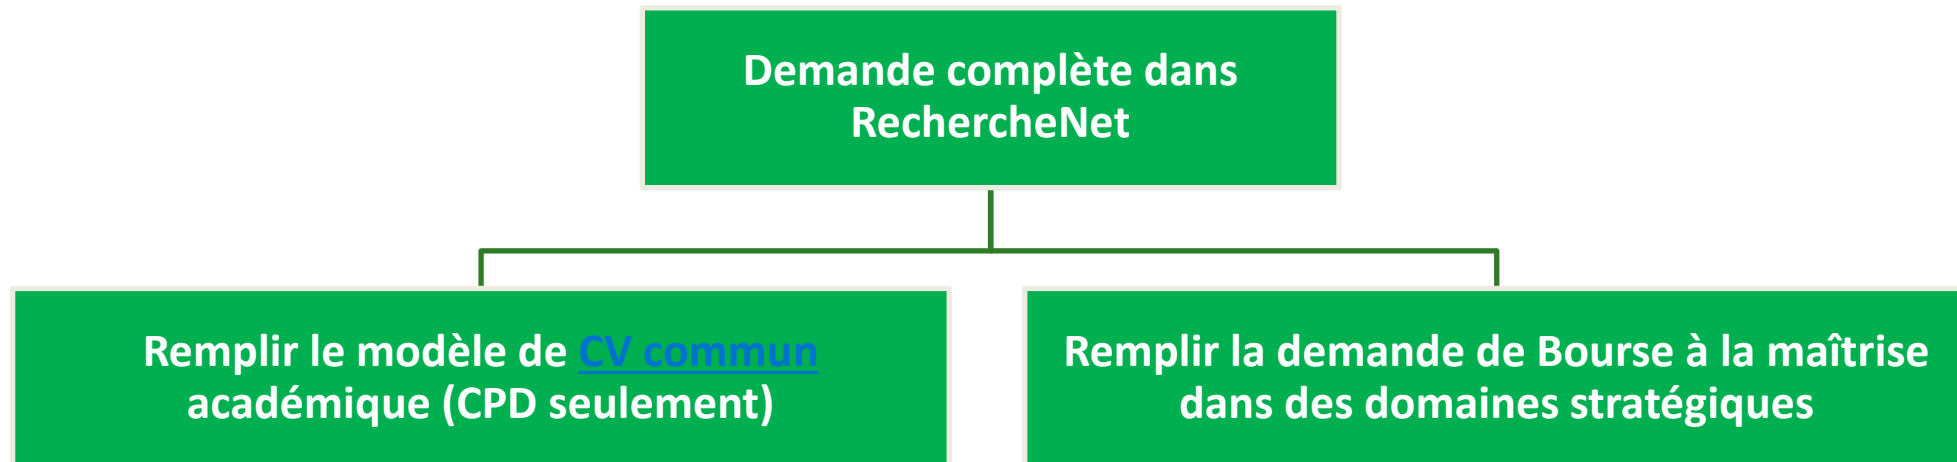 Demande complète dans
RechercheNet
Remplir le modèle de CV commun
académique (CPD seulement)
Remplir la demande de Bourse à la maîtrise
dans des domaines stratégiques